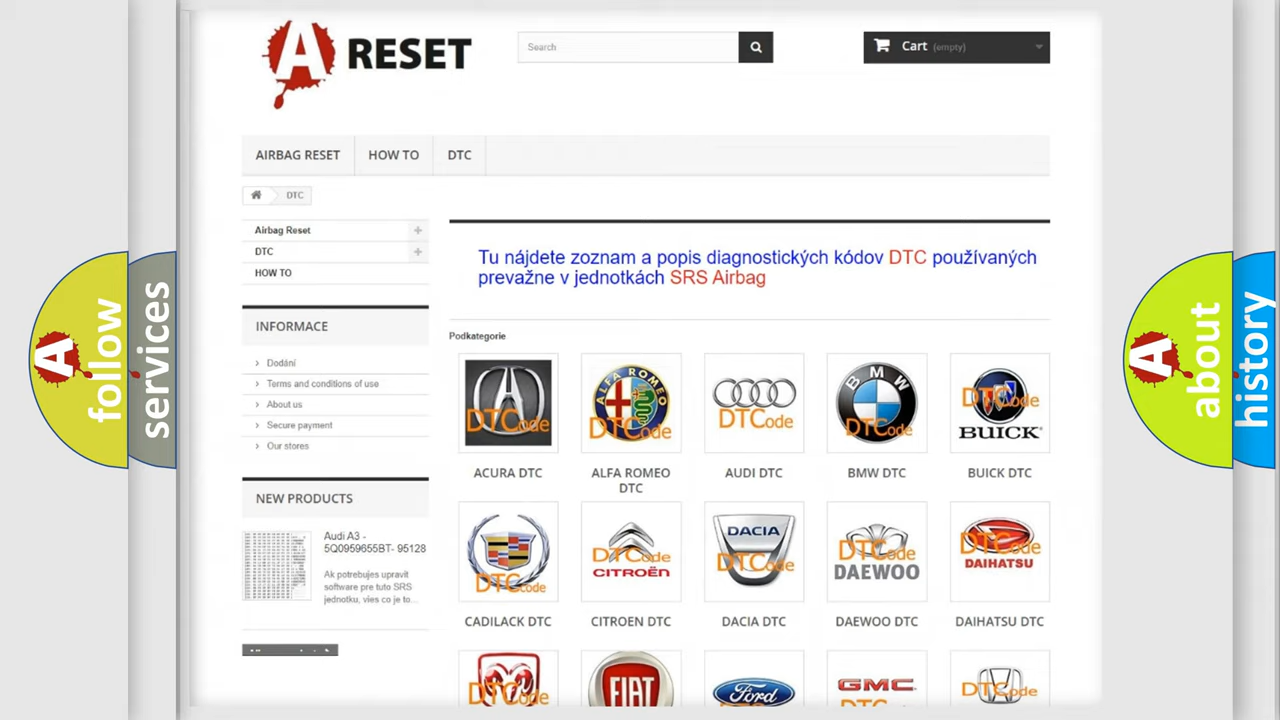 A RESET
Search
Cart (empty)
AIRBAG RESET
HOW TO
DTC
DTC
Airbag Reset
DTC
HOW TO
Tu nájdete zoznam a popis diagnostických kódov DTC používaných
prevažne v jednotkách SRS Airbag
INFORMACE
Dodání
Terms and conditions of use
About us
Secure payment
Our stores
NEW PRODUCTS
Audi A3 -
5Q0959655BT- 95128
Ak potrebujes upravit
software pre tuto SRS
jednotku, vies co je to...
Podkategorie
DTCode
ALFA ROMEO
DTCode
DTCode
BMW
DTCode
DTCode
BUICK
ACURA DTC
ALFA ROMEO
DTC
AUDI DTC
BMW DTC
BUICK DTC
DTCode
DTCode
CITROËN
DACIA
DTCode
DTCode
DAEWOO
DTCode
DAIHATSU
CADILACK DTC
CITROEN DTC
DACIA DTC
DAEWOO DTC
DAIHATSU DTC
DTCode
FIAT
Ford
GMC
DTCode
A follow
services
A about
history